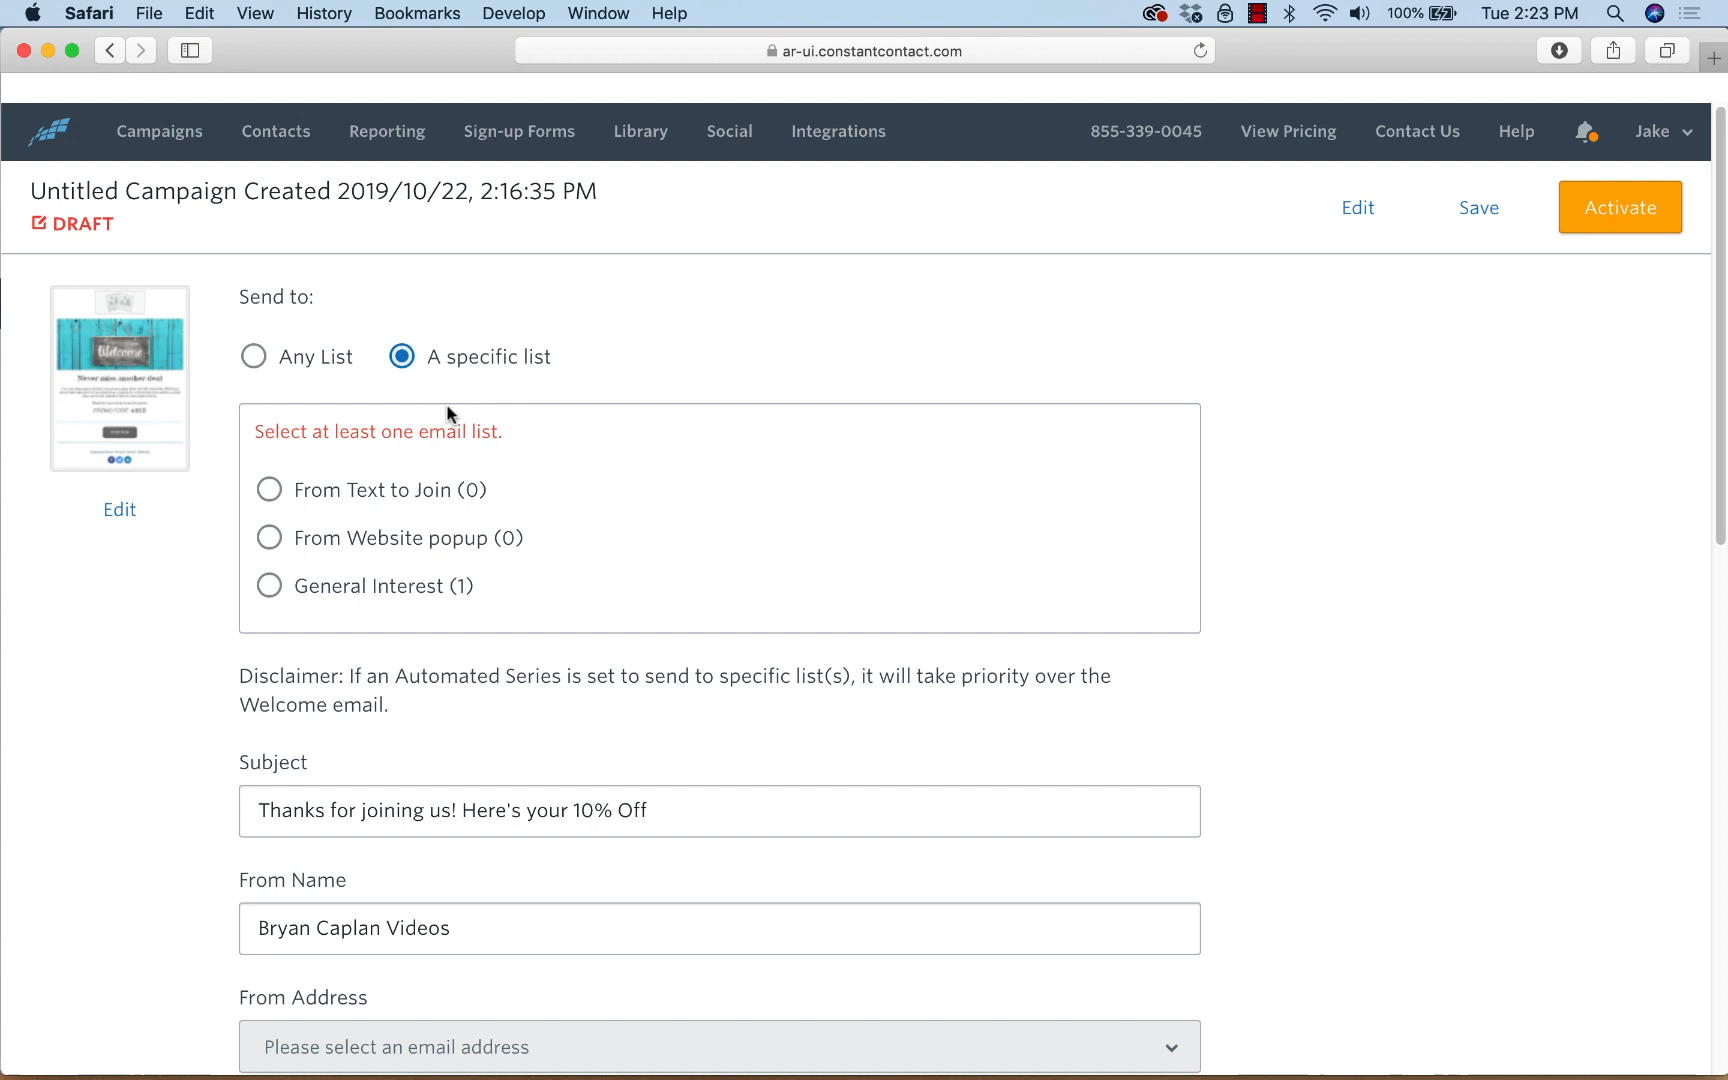 Safari File Edit View History Bookmarks Develop Window Help 100% Tue 2:23 PM
ar-ui.constantcontact.com
Campaigns Contacts Reporting Sign-up Forms Library Social Integrations 855-339-0045 View Pricing Contact Us Help Jake
Untitled Campaign Created 2019/10/22, 2:16:35 PM
DRAFT
Edit Save Activate
Send to:
Any List A specific list
Welcome
Never miss another deal
Edit
Select at least one email list.
From Text to Join (0)
From Website popup (0)
General Interest (1)
Disclaimer: If an Automated Series is set to send to specific list(s), it will take priority over the
Welcome email.
Subject
Thanks for joining us! Here's your 10% Off
From Name
Bryan Caplan Videos
From Address
Please select an email address